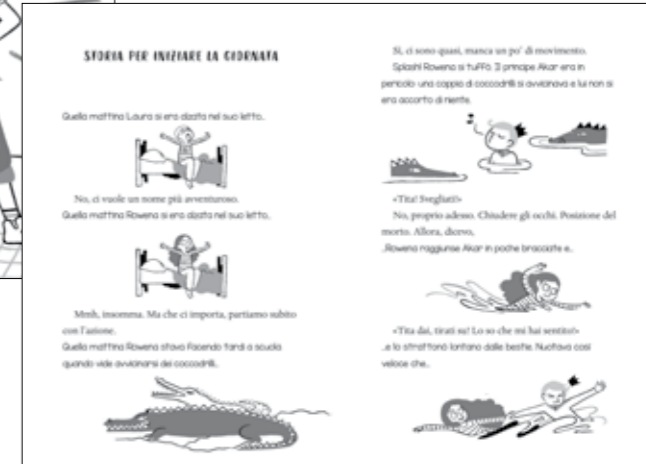 STORIA PER INIZIARE LA GIORNATA
Quella mattina Laura si era alzata nel suo letto...
No, ci vuole un nome più avventuroso.
Quella mattina Rowena si era alzata nel suo letto...
Mmh, insomma. Ma che ci importa, partiamo subito
con l'azione.
Quella mattina Rowena stava facendo tardi a scuola
quando vide avvicinarsi dei coccodrilli...
Sì, ci sono quasi, manca un po' di movimento.
Splash! Rowena si tuffò. Il principe Akar era in
pericolo: una coppia di coccodrilli si avvicinava e lui non si
era accorto di niente.
«Tita! Svegliati!»
No, proprio adesso. Chiudere gli occhi. Posizione del
morto. Allora, dicevo,
...Rowena raggiunse Akar in poche bracciate e...
«Tita dai, tirati su! Lo so che mi hai sentito!»
...e lo strattonò lontano dalle bestie. Nuotava così
veloce che...